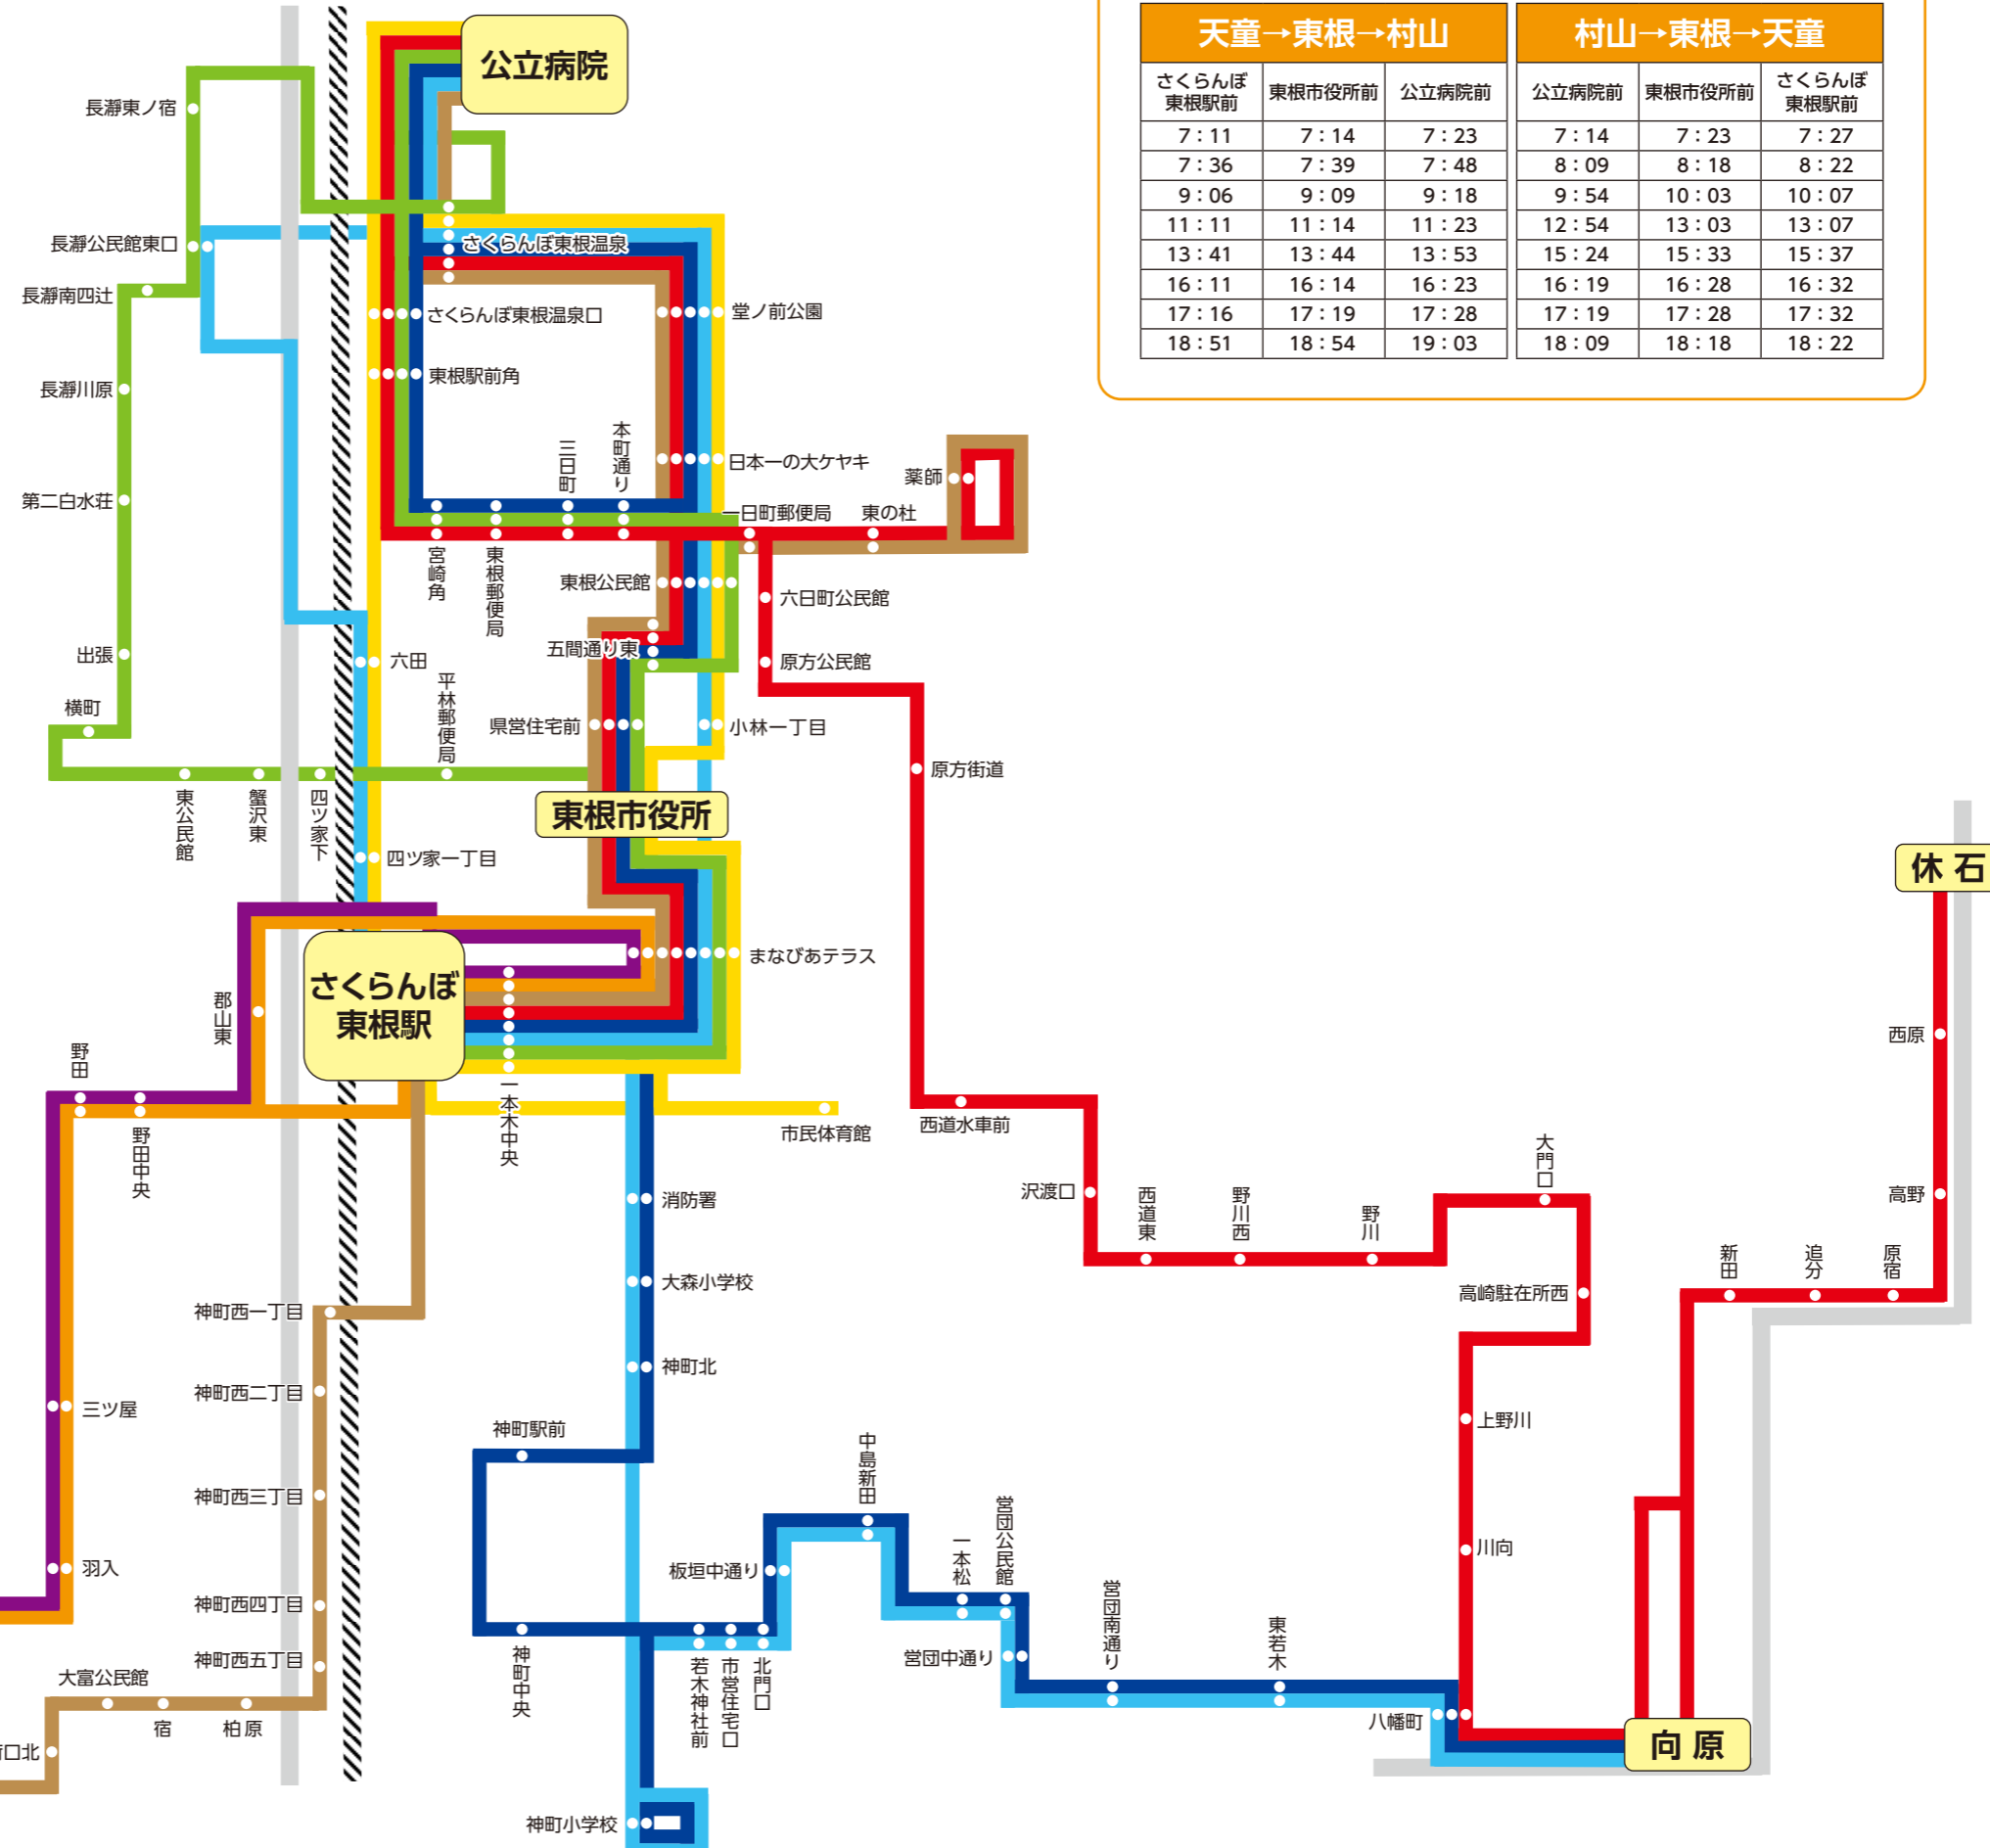 天童→東根→村山
さくらんぼ東根駅前 東根市役所前 公立病院前
7：11 7：14 7：23
7：36 7：39 7：48
9：06 9：09 9：18
11：11 11：14 11：23
13：41 13：44 13：53
16：11 16：14 16：23
17：16 17：19 17：28
18：51 18：54 19：03
村山→東根→天童
公立病院前 東根市役所前 さくらんぼ東根駅前
7：14 7：23 7：27
8：09 8：18 8：22
9：54 10：03 10：07
12：54 13：03 13：07
15：24 15：33 15：37
16：19 16：28 16：32
17：19 17：28 17：32
18：09 18：18 18：22
公立病院
長瀞東ノ宿
長瀞公民館東口
さくらんぼ東根温泉
長瀞南四辻
さくらんぼ東根温泉口
堂ノ前公園
東根駅前角
長瀞川原
三日町
本町通り
日本一の大ケヤキ
薬師
第二白水荘
一日町郵便局
東の杜
宮崎角
東根郵便局
東根公民館
六日町公民館
出張
六田
五間通り東
原方公民館
横町
平林郵便局
県営住宅前
小林一丁目
原方街道
東公民館
蟹沢東
四ツ家下
東根市役所
四ツ家一丁目
休石
まなびあテラス
さくらんぼ
東根駅
郡山東
西原
野田
野田中央
一本木中央
市民体育館
西道水車前
消防署
沢渡口
西道東
野川西
野川
大門口
高野
大森小学校
新田
追分
原宿
高崎駐在所西
神町西一丁目
神町北
神町西二丁目
三ツ屋
神町駅前
上野川
神町西三丁目
中島新田
営団公民館
一本松
川向
羽入
板垣中通り
神町西四丁目
営団南通り
東若木
神町西五丁目
大富公民館
宿
柏原
神町中央
若木神社前
市営住宅口
北門口
営団中通り
八幡町
向原
口北
神町小学校